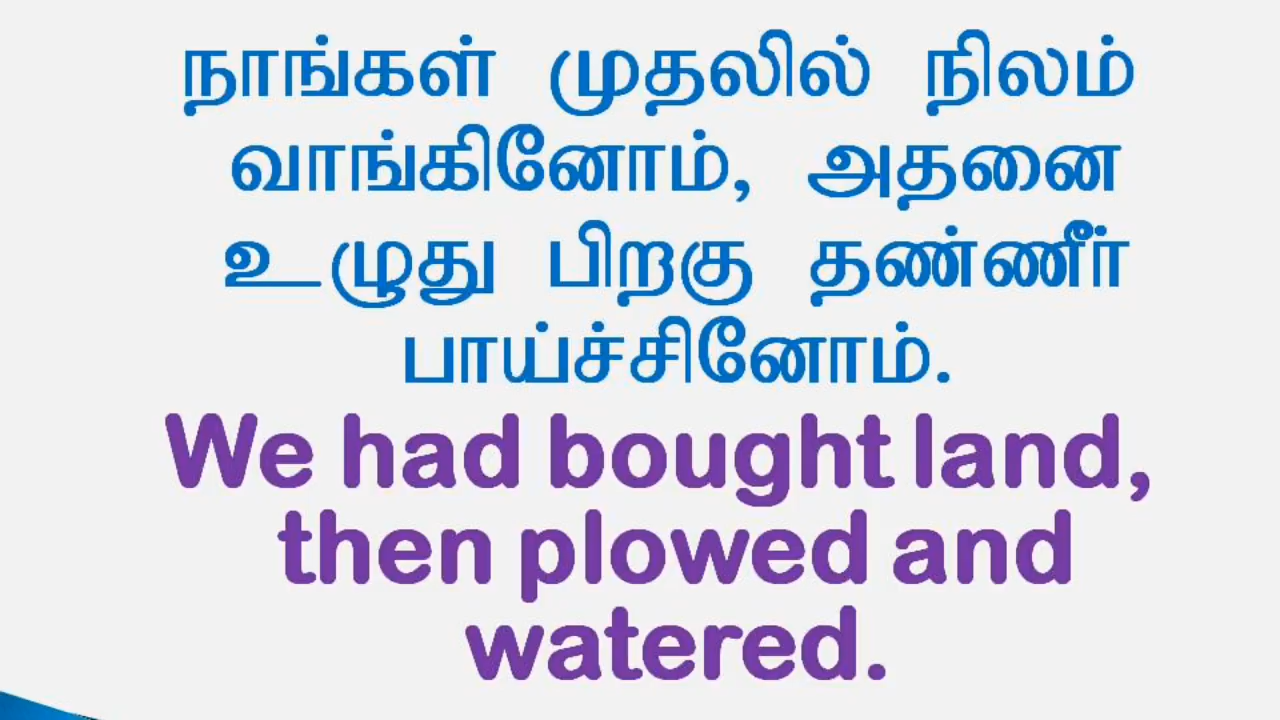 நாங்கள் முதலில் நிலம்
வாங்கினோம், அதனை
உழுது பிறகு தண்ணீர்
பாய்ச்சினோம்.
We had bought land,
then plowed and
watered.